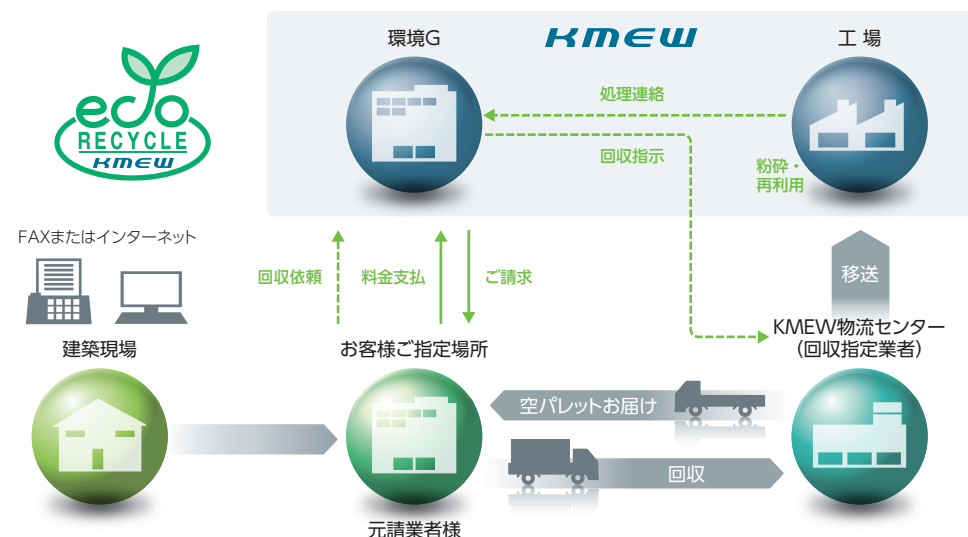 環境G
KMEW
工場
eco
RECYCLE
KMEW
処理連絡
回収指示
粉砕・
再利用
FAXまたはインターネット
回収依頼
料金支払
ご請求
移送
建築現場
お客様ご指定場所
KMEW物流センター
（回収指定業者）
空パレットお届け
回収
元請業者様